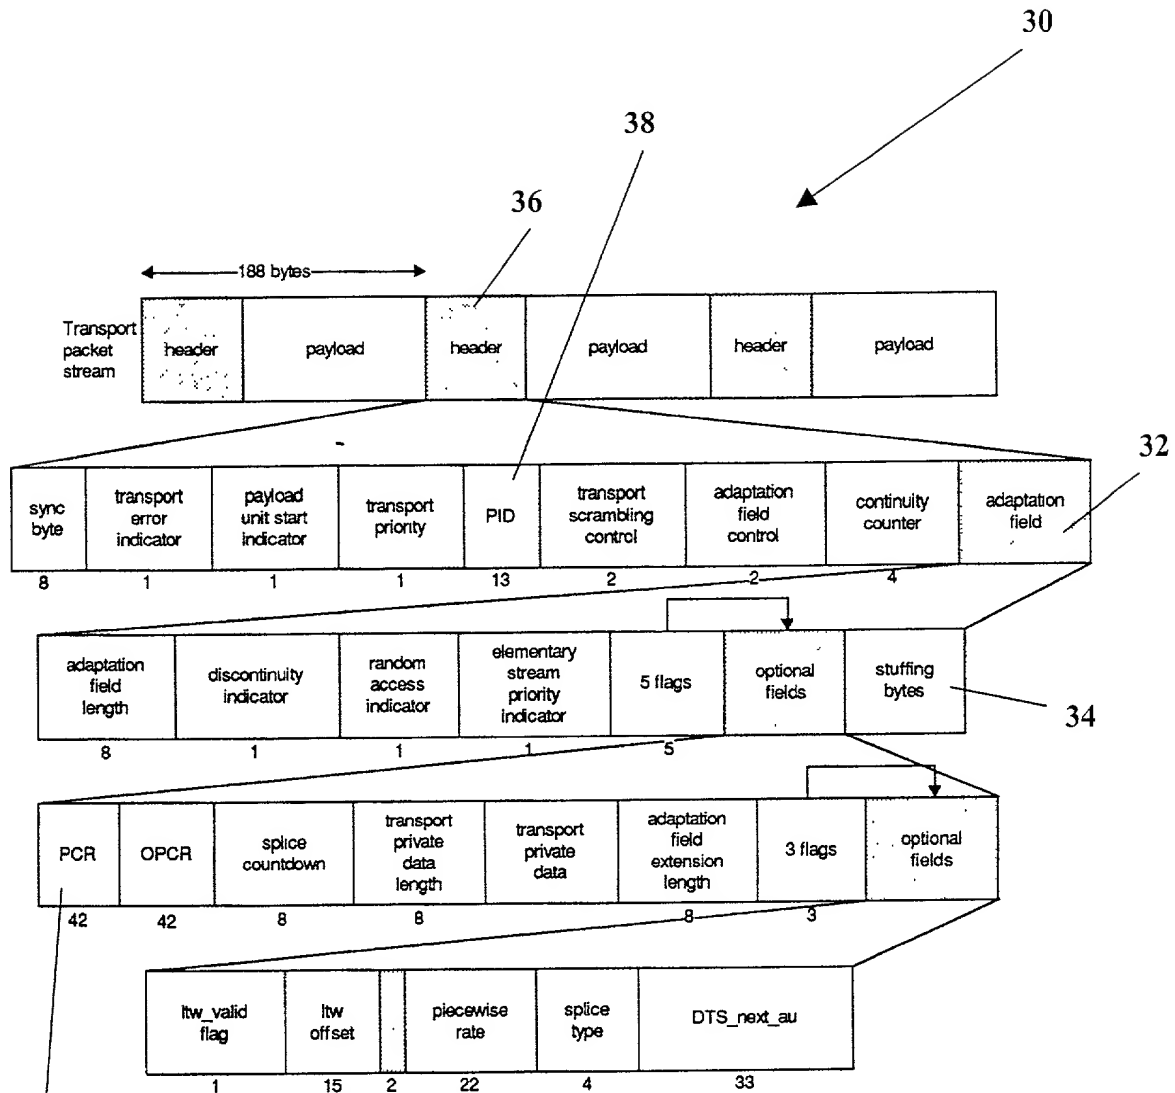 30
38
36
188 bytes
Transport
packet
stream
header
payload
header
payload
header
payload
32
sync
byte
transport
error
indicator
payload
unit start
indicator
transport
priority
PID
transport
scrambling
control
adaptation
field
control
continuity
counter
adaptation
field
8
1
1
1
13
2
2
4
adaptation
field
length
discontinuity
indicator
random
access
indicator
elementary
stream
priority
indicator
5 flags
optional
fields
stuffing
bytes
34
8
1
1
1
5
PCR
OPCR
splice
countdown
transport
private
data
length
transport
private
data
adaptation
field
extension
length
3 flags
optional
fields
42
42
8
8
8
3
ltw_valid
flag
ltw
offset
piecewise
rate
splice
type
DTS_next_au
1
15
2
22
4
33